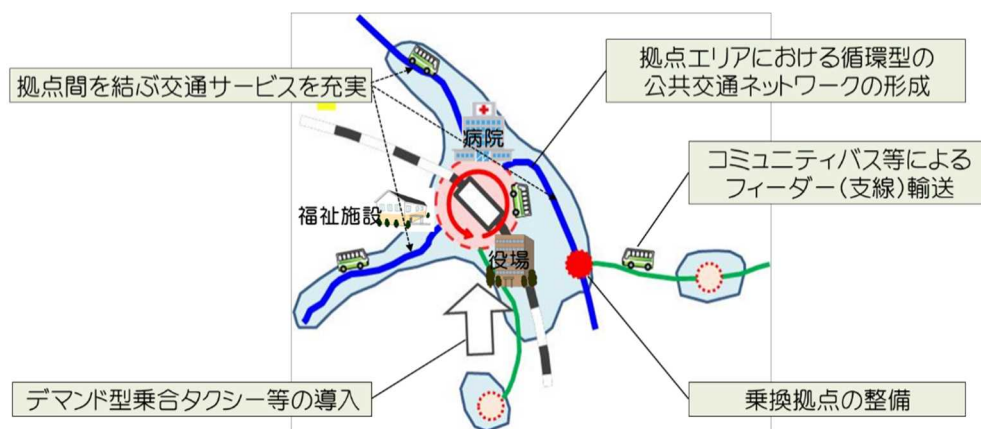 拠点間を結ぶ交通サービスを充実
拠点エリアにおける循環型の
公共交通ネットワークの形成
病院
コミュニティバス等による
フィーダー(支線)輸送
福祉施設
役場
デマンド型乗合タクシー等の導入
乗換拠点の整備